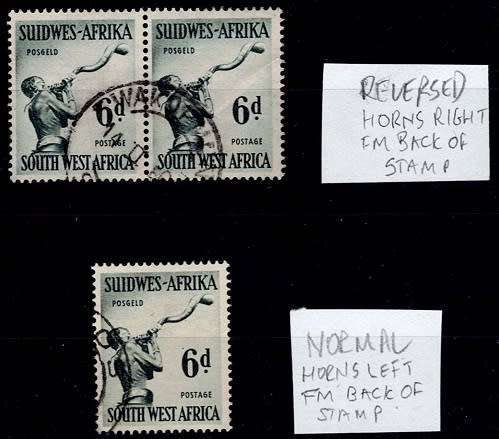 SUIDWES-AFRIKA SUIDWES-AFRIKA
POSGELD POSGELD
6d. 6d.
POSTAGE POSTAGE
SOUTH WEST AFRICA SOUTH WEST AFRICA
REVERSED
HORNS RIGHT
FM BACK OF
STAMP
SUIDWES-AFRIKA
POSGELD
6d.
POSTAGE
SOUTH WEST AFRICA
NORMAL
HORNS LEFT
FM BACK OF
STAMP